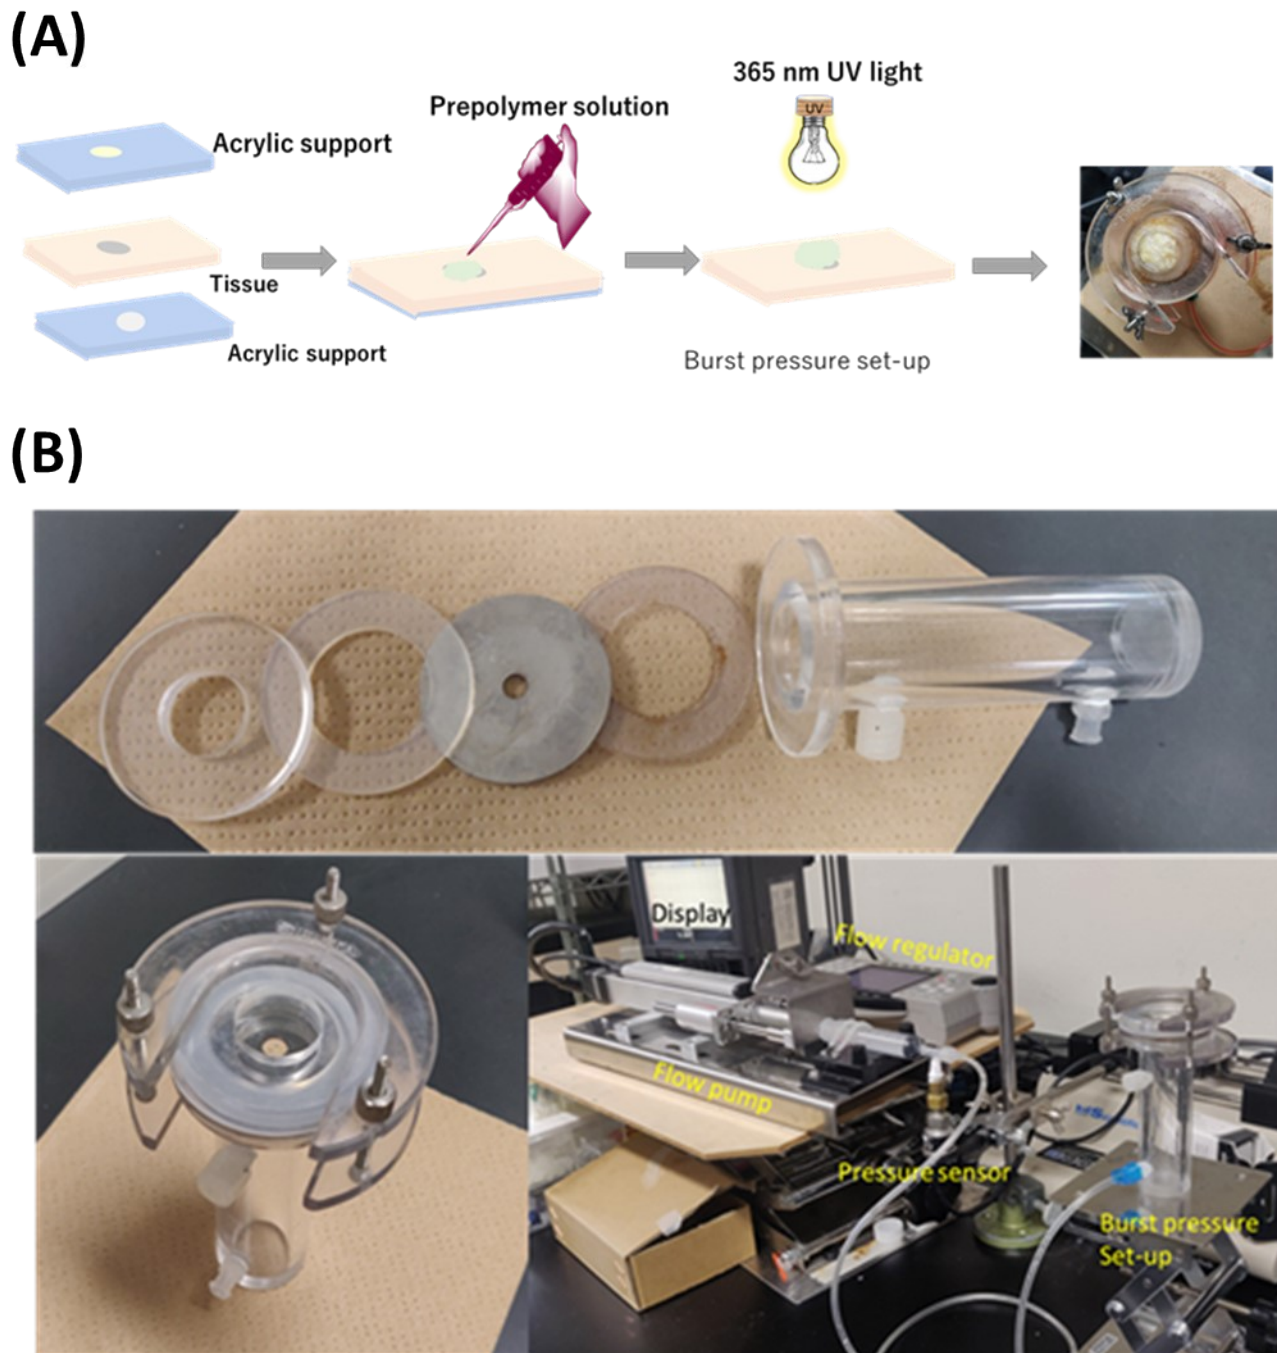 (A)
365 nm UV light
Prepolymer solution
UV
Acrylic support
Tissue
Acrylic support
Burst pressure set-up
(B)
Display
Flow regulator
Flow pump
Pressure sensor
Burst pressure
Set-up